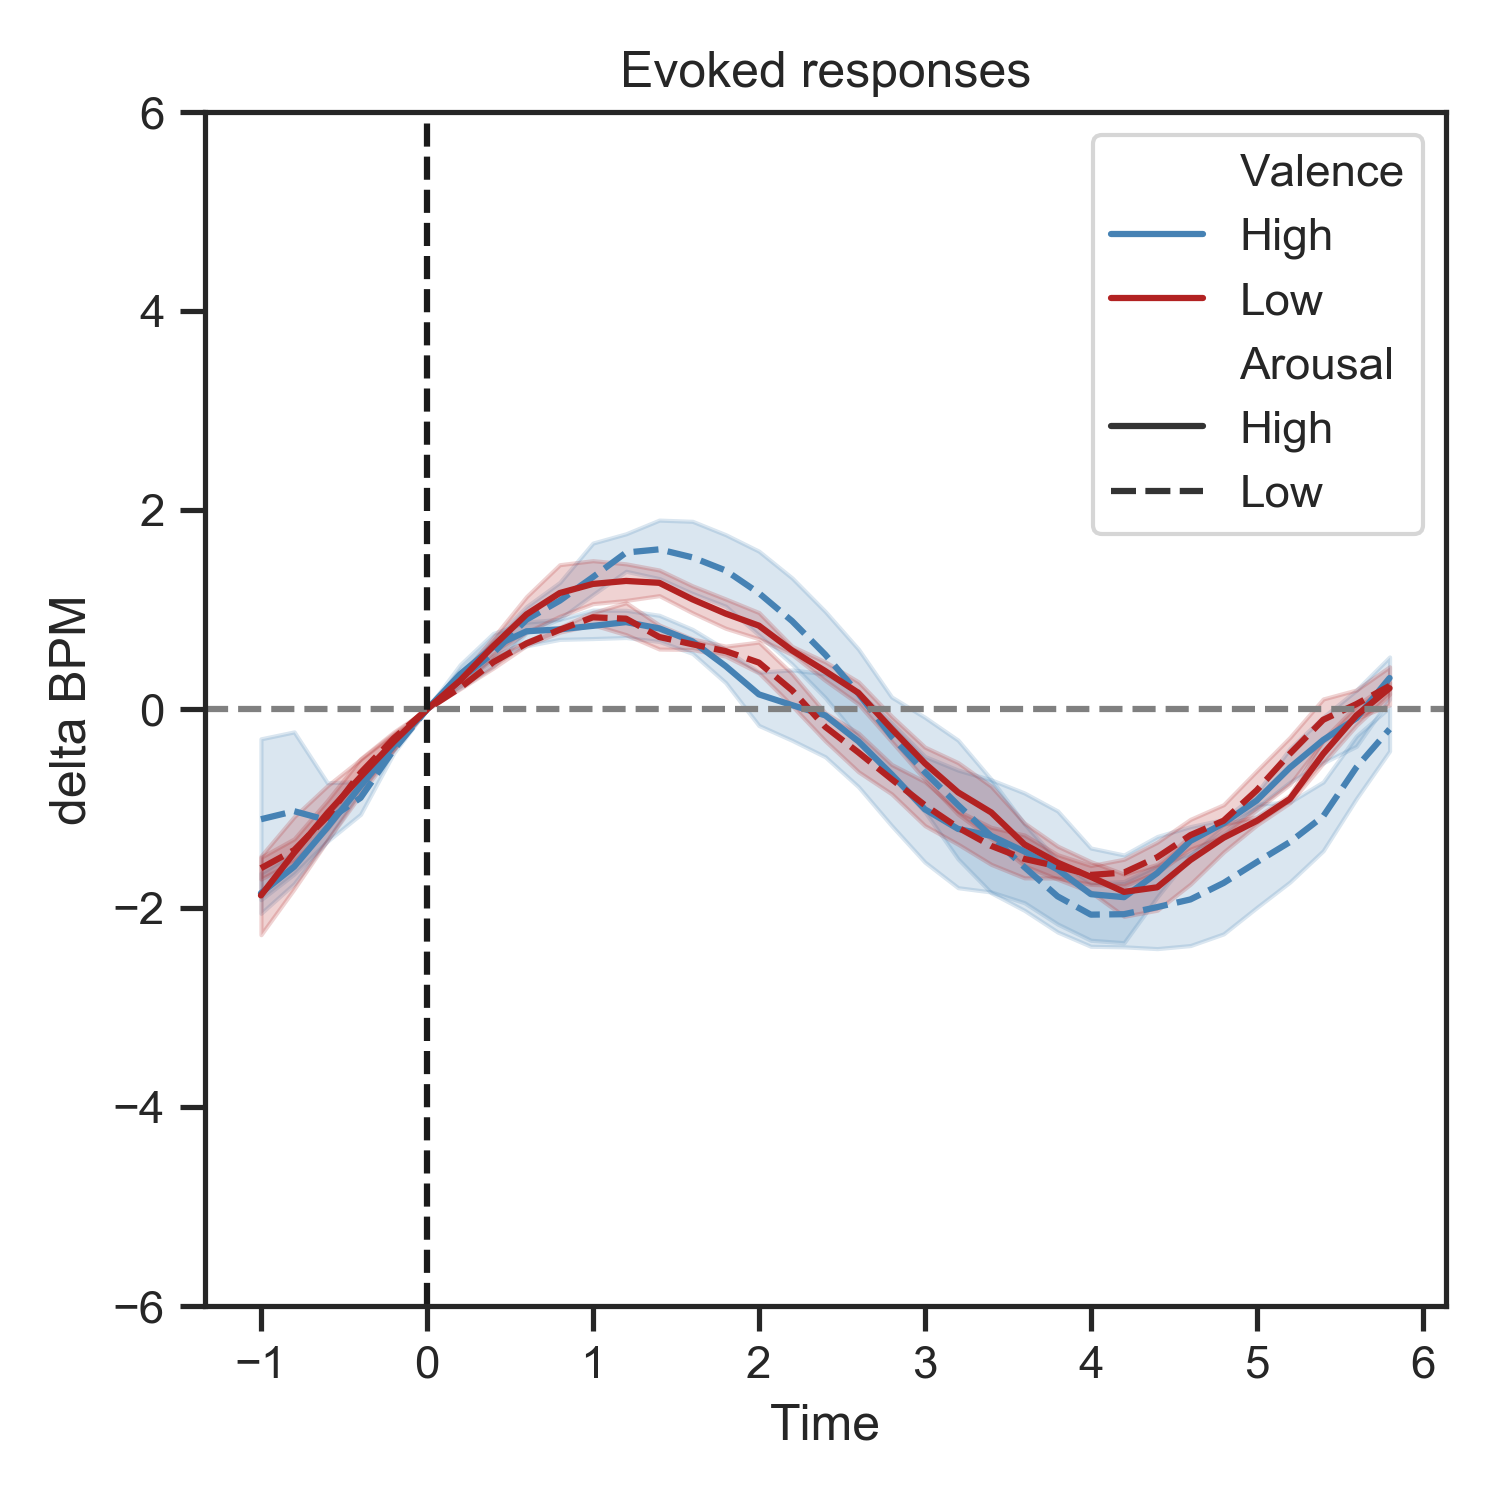 Evoked responses
6
4
2
0
−2
−4
−6
delta BPM
Valence
High
Low
Arousal
High
Low
−1 0 1 2 3 4 5 6
Time